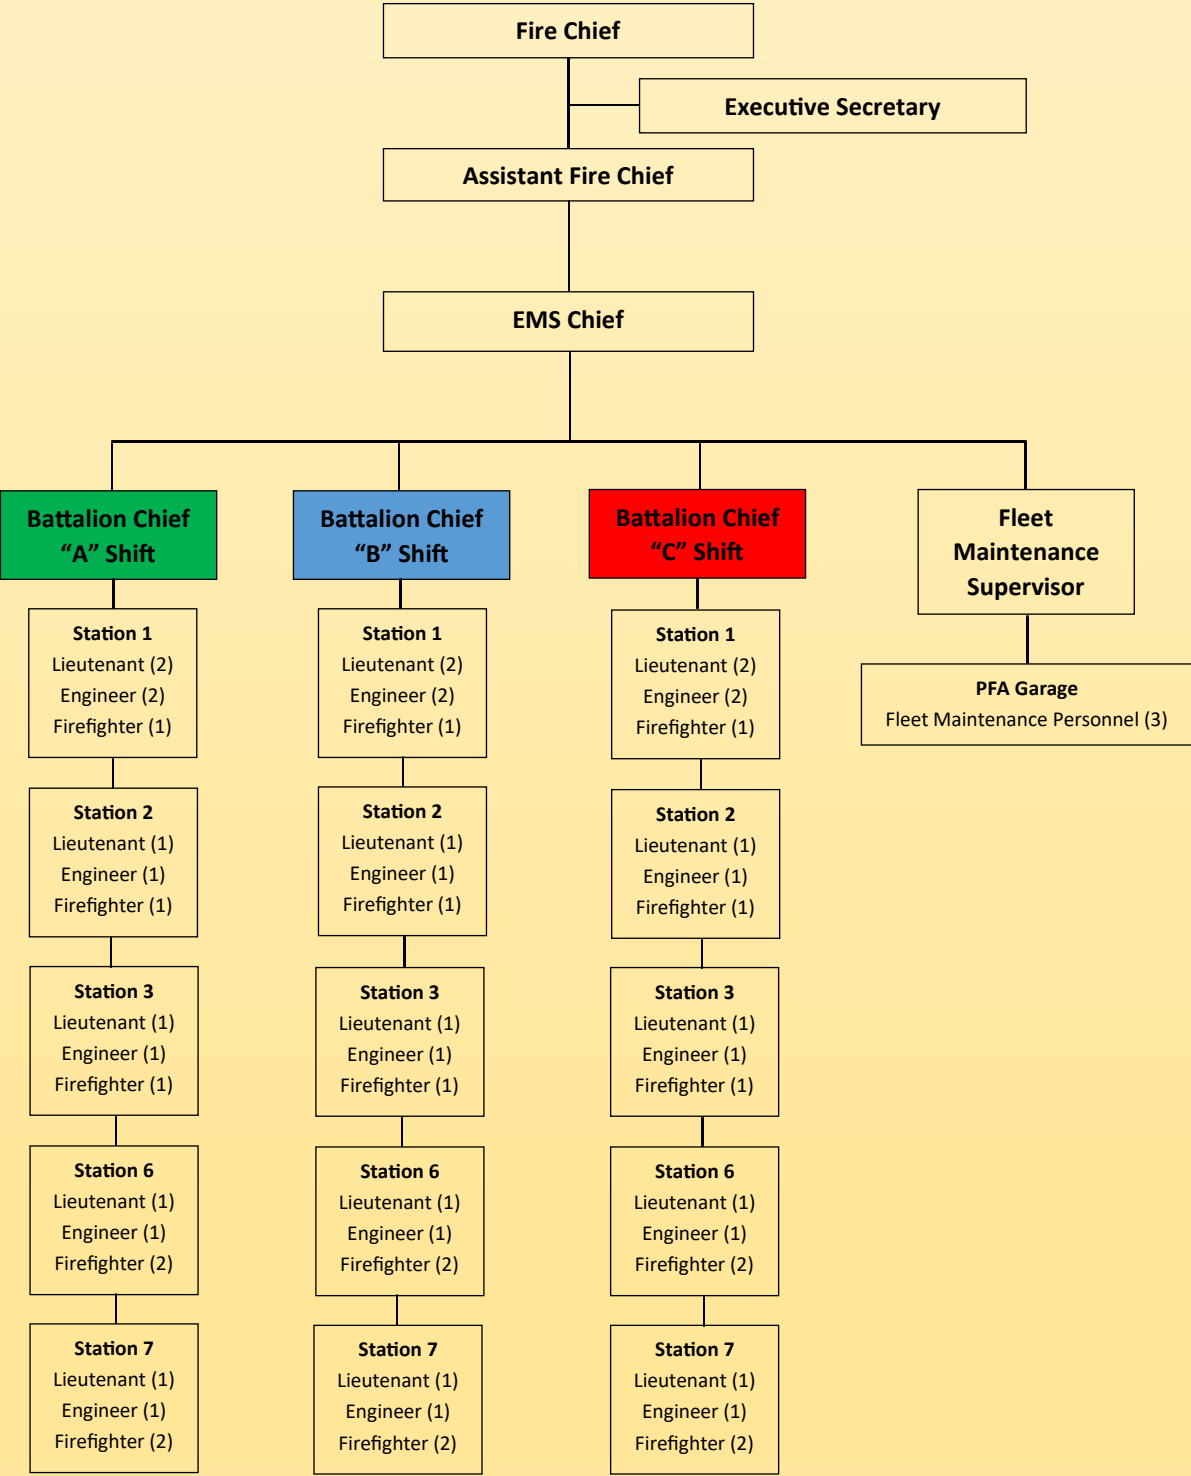 Fire Chief
Executive Secretary
Assistant Fire Chief
EMS Chief
Battalion Chief
“A” Shift
Station 1
Lieutenant (2)
Engineer (2)
Firefighter (1)
Station 2
Lieutenant (1)
Engineer (1)
Firefighter (1)
Station 3
Lieutenant (1)
Engineer (1)
Firefighter (1)
Station 6
Lieutenant (1)
Engineer (1)
Firefighter (2)
Station 7
Lieutenant (1)
Engineer (1)
Firefighter (2)
Battalion Chief
“B” Shift
Station 1
Lieutenant (2)
Engineer (2)
Firefighter (1)
Station 2
Lieutenant (1)
Engineer (1)
Firefighter (1)
Station 3
Lieutenant (1)
Engineer (1)
Firefighter (1)
Station 6
Lieutenant (1)
Engineer (1)
Firefighter (2)
Station 7
Lieutenant (1)
Engineer (1)
Firefighter (2)
Battalion Chief
“C” Shift
Station 1
Lieutenant (2)
Engineer (2)
Firefighter (1)
Station 2
Lieutenant (1)
Engineer (1)
Firefighter (1)
Station 3
Lieutenant (1)
Engineer (1)
Firefighter (1)
Station 6
Lieutenant (1)
Engineer (1)
Firefighter (2)
Station 7
Lieutenant (1)
Engineer (1)
Firefighter (2)
Fleet
Maintenance
Supervisor
PFA Garage
Fleet Maintenance Personnel (3)